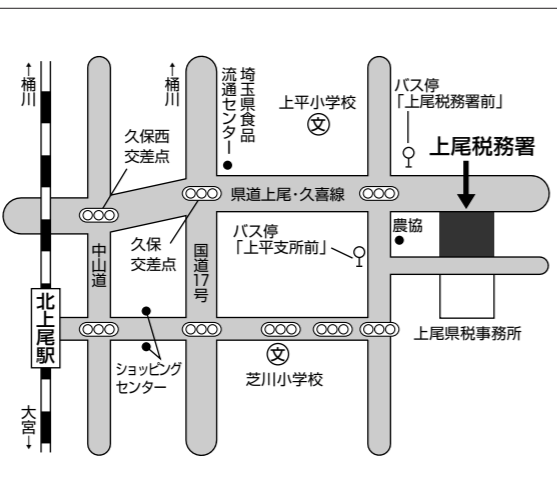 ←桶川
←桶川
埼玉県食品
流通センター
上平小学校
文
バス停
「上尾税務署前」
上尾税務署
久保西
交差点
県道上尾・久喜線
農協
バス停
「上平支所前」
久保
交差点
中山道
国道17号
北上尾駅
上尾県税事務所
ショッピング
センター
文
芝川小学校
大宮→